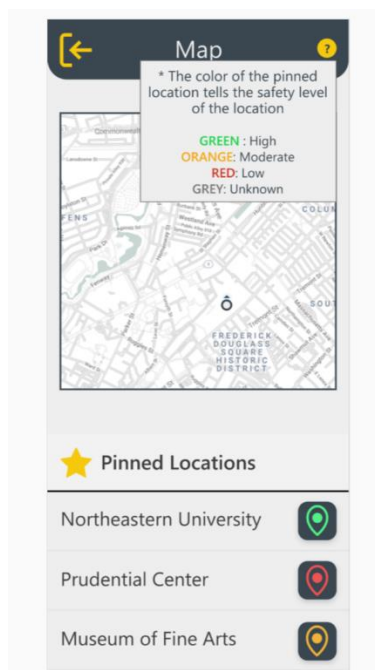 Map
?
* The color of the pinned
location tells the safety level
of the location
GREEN : High
ORANGE: Moderate
RED: Low
GREY: Unknown
FENS
COLU
SOU
FREDERICK
DOUGLASS
SQUARE
HISTORIC
DISTRICT
Pinned Locations
Northeastern University
Prudential Center
Museum of Fine Arts